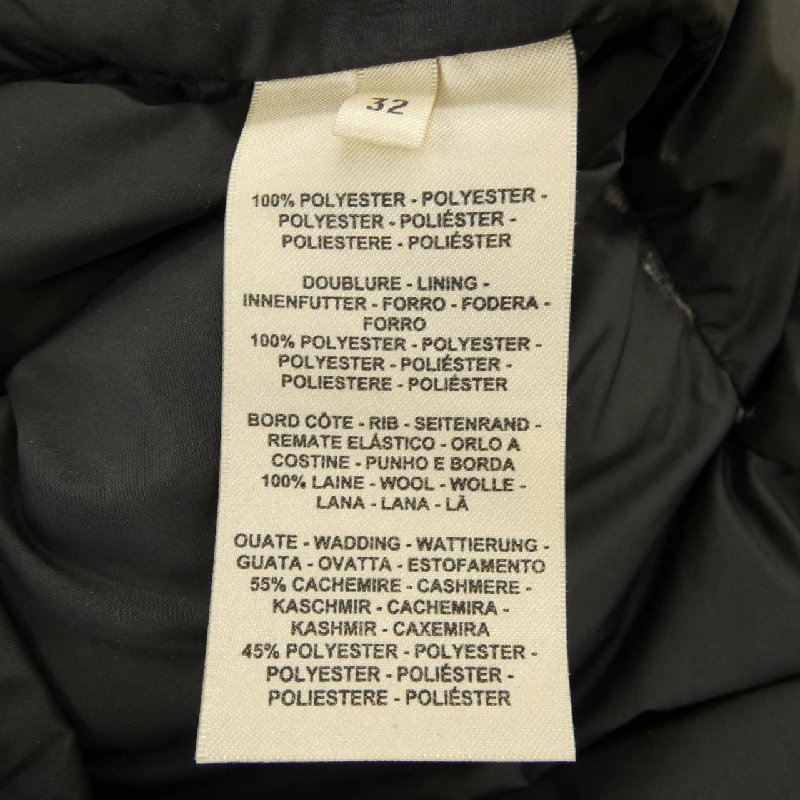 32
100% POLYESTER - POLYESTER -
POLYESTER - POLIÉSTER -
POLIESTERE - POLIÉSTER
DOUBLURE - LINING -
INNENFUTTER - FORRO - FODERA -
FORRO
100% POLYESTER - POLYESTER -
POLYESTER - POLIÉSTER -
POLIESTERE - POLIÉSTER
BORD CÔTE - RIB - SEITENRAND -
REMATE ELÁSTICO - ORLO A
COSTINE - PUNHO E BORDA
100% LAINE - WOOL - WOLLE -
LANA - LANA - LÃ
OUATE - WADDING - WATTIERUNG -
GUATA - OVATTA - ESTOFAMENTO
55% CACHEMIRE - CASHMERE -
KASCHMIR - CACHEMIRA -
KASHMIR - CAXEMIRA
45% POLYESTER - POLYESTER -
POLYESTER - POLIÉSTER -
POLIESTERE - POLIÉSTER